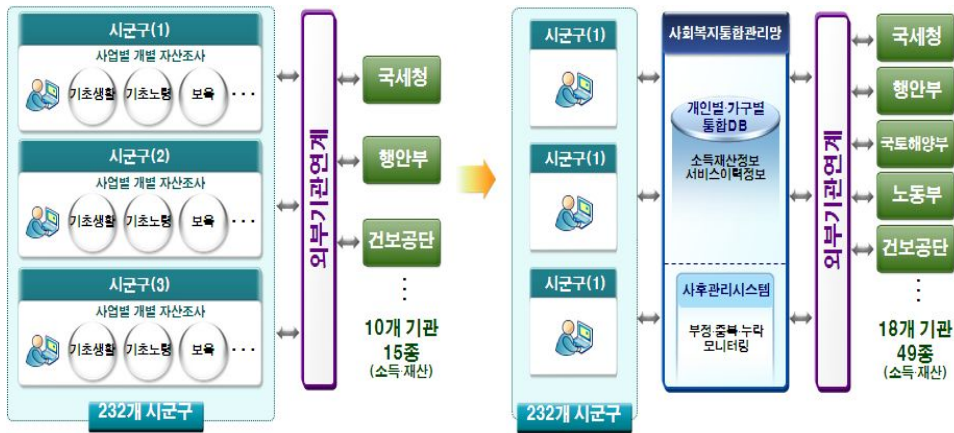 시군구(1)
사업별 개별 자산조사
기초생활 기초노령 보육 ···
시군구(2)
사업별 개별 자산조사
기초생활 기초노령 보육 ···
시군구(3)
사업별 개별 자산조사
기초생활 기초노령 보육 ···
232개 시군구
외부기관연계
국세청
행안부
건보공단
⋮
10개 기관
15종
(소득·재산)
시군구(1)
시군구(1)
시군구(1)
232개 시군구
사회복지통합관리망
개인별·가구별
통합DB
소득재산정보
서비스이력정보
사후관리시스템
부정·중복·누락
모니터링
외부기관연계
국세청
행안부
국토해양부
노동부
건보공단
⋮
18개 기관
49종
(소득·재산)